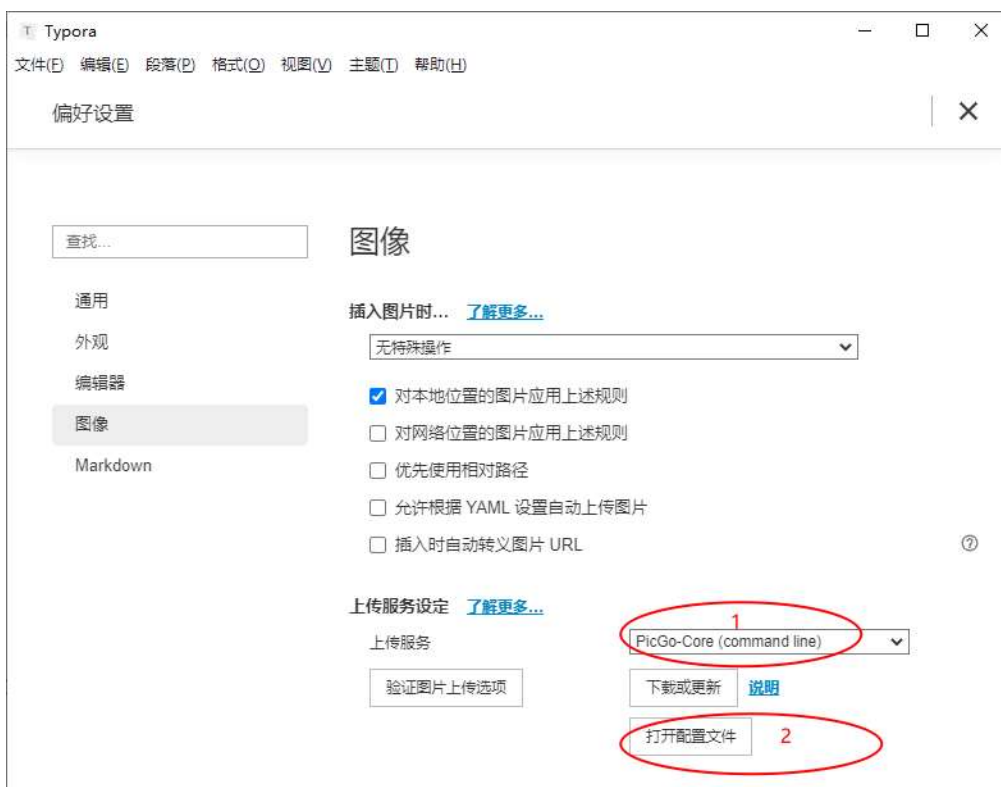 T Typora
文件(F) 编辑(E) 段落(P) 格式(O) 视图(V) 主题(T) 帮助(H)
偏好设置
查找...
通用
外观
编辑器
图像
Markdown
图像
插入图片时... 了解更多...
无特殊操作
对本地位置的图片应用上述规则
对网络位置的图片应用上述规则
优先使用相对路径
允许根据 YAML 设置自动上传图片
插入时自动转义图片 URL
上传服务设定 了解更多...
1
上传服务 PicGo-Core (command line)
验证图片上传选项 下载或更新 说明
打开配置文件 2